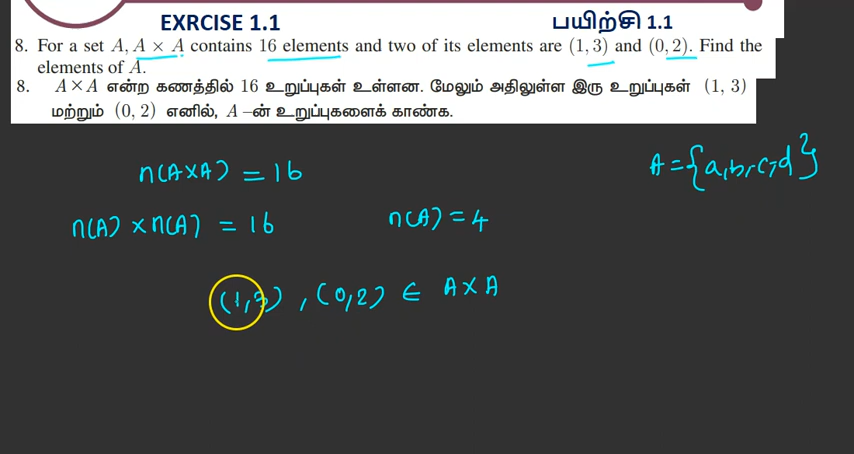 EXRCISE 1.1 பயிற்சி 1.1
8. For a set A, A × A contains 16 elements and two of its elements are (1, 3) and (0, 2). Find the
elements of A.
8. A×A என்ற கணத்தில் 16 உறுப்புகள் உள்ளன. மேலும் அதிலுள்ள இரு உறுப்புகள் (1, 3)
மற்றும் (0, 2) எனில், A –ன் உறுப்புகளைக் காண்க.
n(A×A) = 16 A = {a, b, c, d}
n(A) × n(A) = 16 n(A) = 4
(1,3), (0,2) ∈ A×A